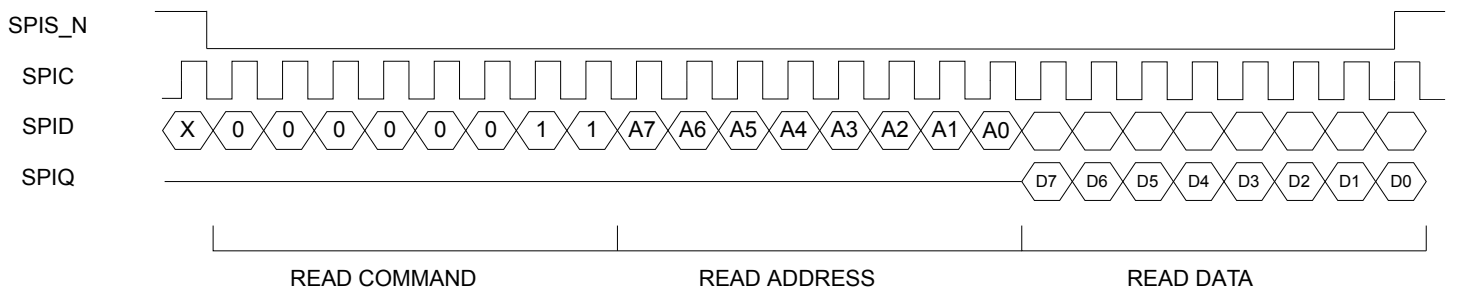 SPIS_N
SPIC
SPID X 0 0 0 0 0 0 1 1 A7 A6 A5 A4 A3 A2 A1 A0
SPIQ D7 D6 D5 D4 D3 D2 D1 D0
READ COMMAND READ ADDRESS READ DATA